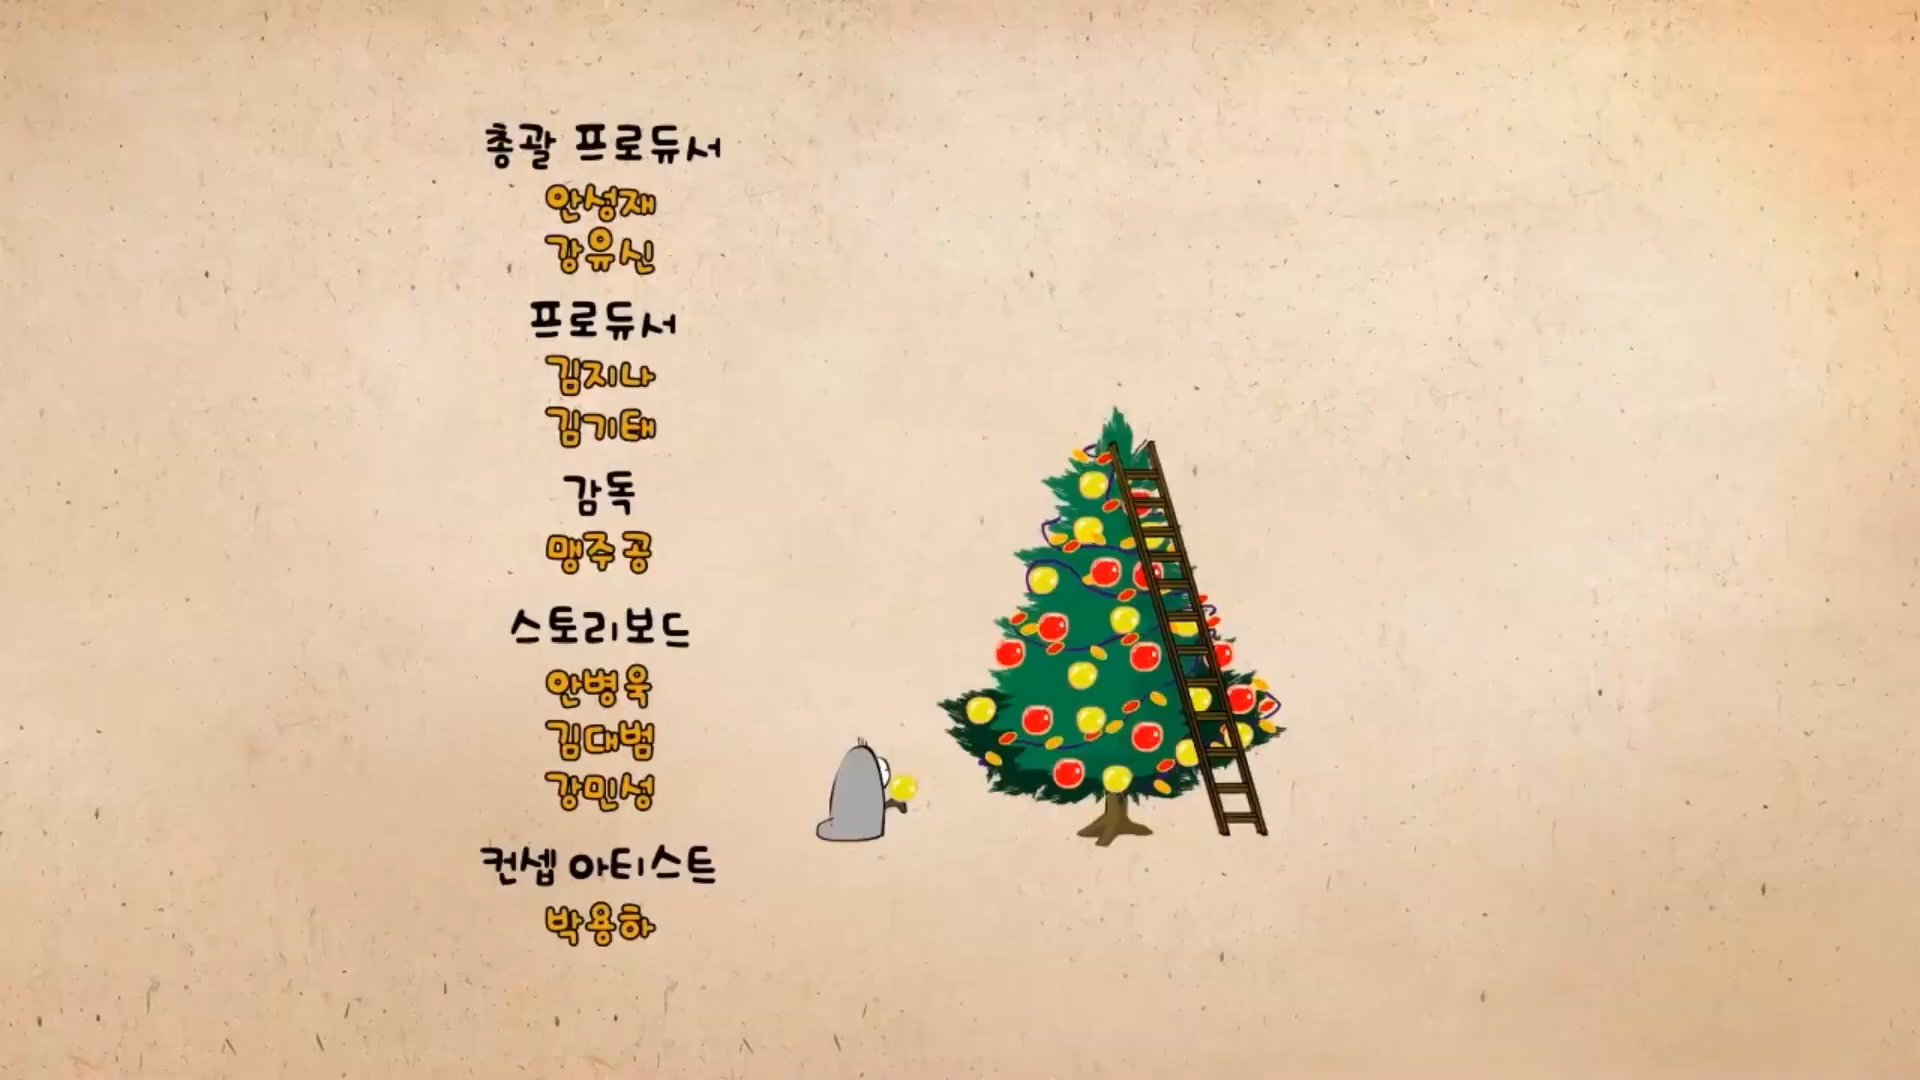 총괄 프로듀서
안성재
강유신
프로듀서
김지나
김기태
감독
맹주공
스토리보드
안병욱
김대범
강민성
컨셉 아티스트
박용하